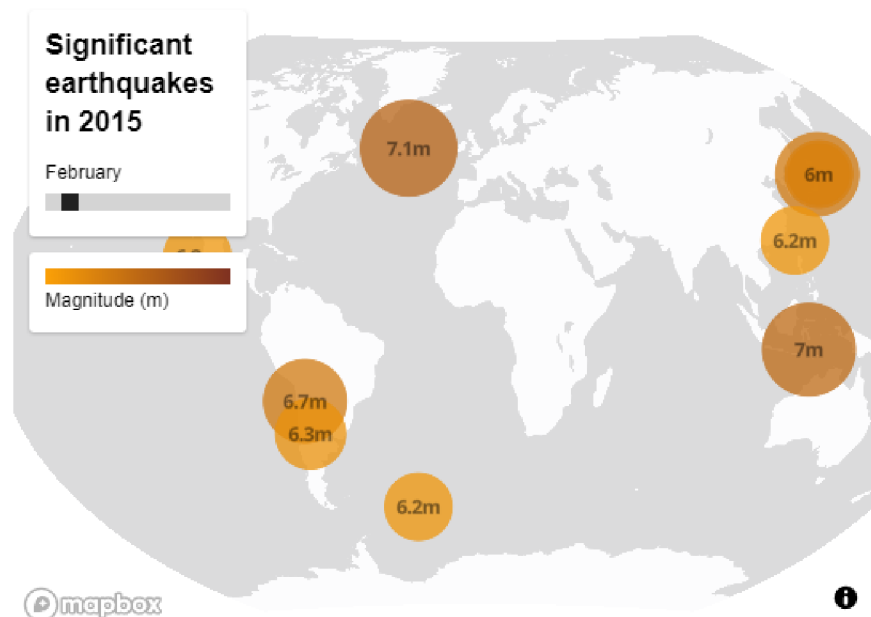 Significant
earthquakes
in 2015
February
Magnitude (m)
7.1m
6m
6.2m
7m
6.7m
6.3m
6.2m
mapbox